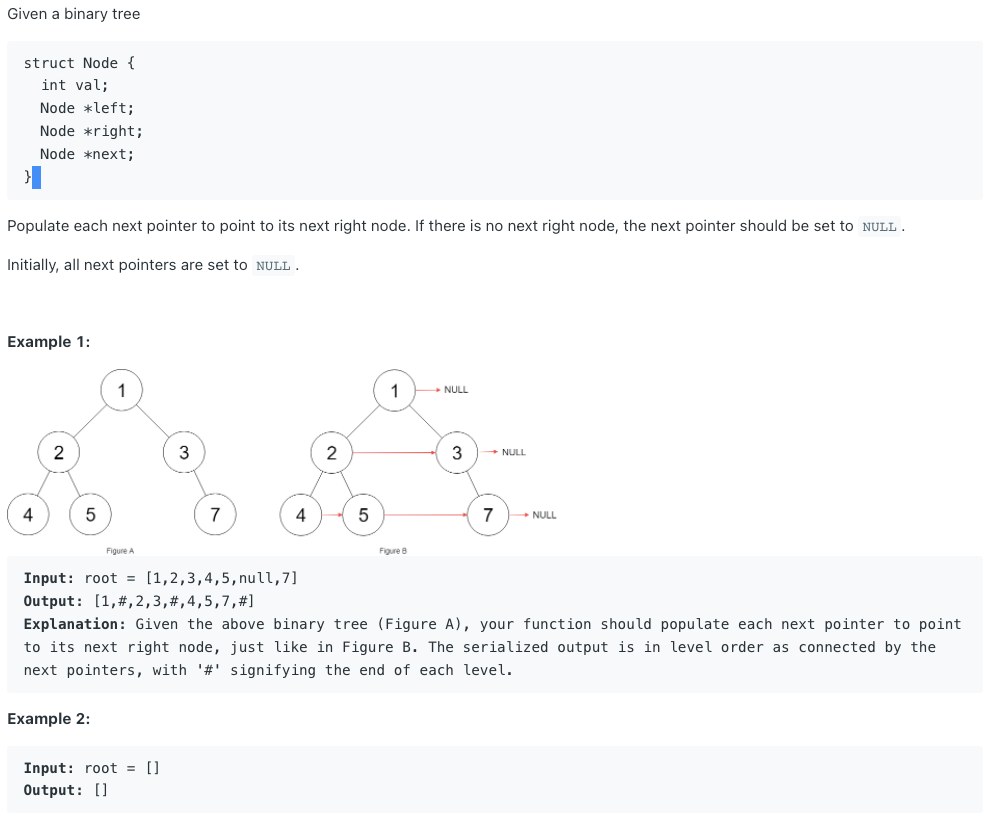 Given a binary tree
struct Node {
  int val;
  Node *left;
  Node *right;
  Node *next;
}
Populate each next pointer to point to its next right node. If there is no next right node, the next pointer should be set to NULL .
Initially, all next pointers are set to NULL .
Example 1:
1 1 → NULL
2 3 2 3 → NULL
4 5 7 4 5 7 → NULL
Figure A Figure B
Input: root = [1,2,3,4,5,null,7]
Output: [1,#,2,3,#,4,5,7,#]
Explanation: Given the above binary tree (Figure A), your function should populate each next pointer to point
to its next right node, just like in Figure B. The serialized output is in level order as connected by the
next pointers, with '#' signifying the end of each level.
Example 2:
Input: root = []
Output: []